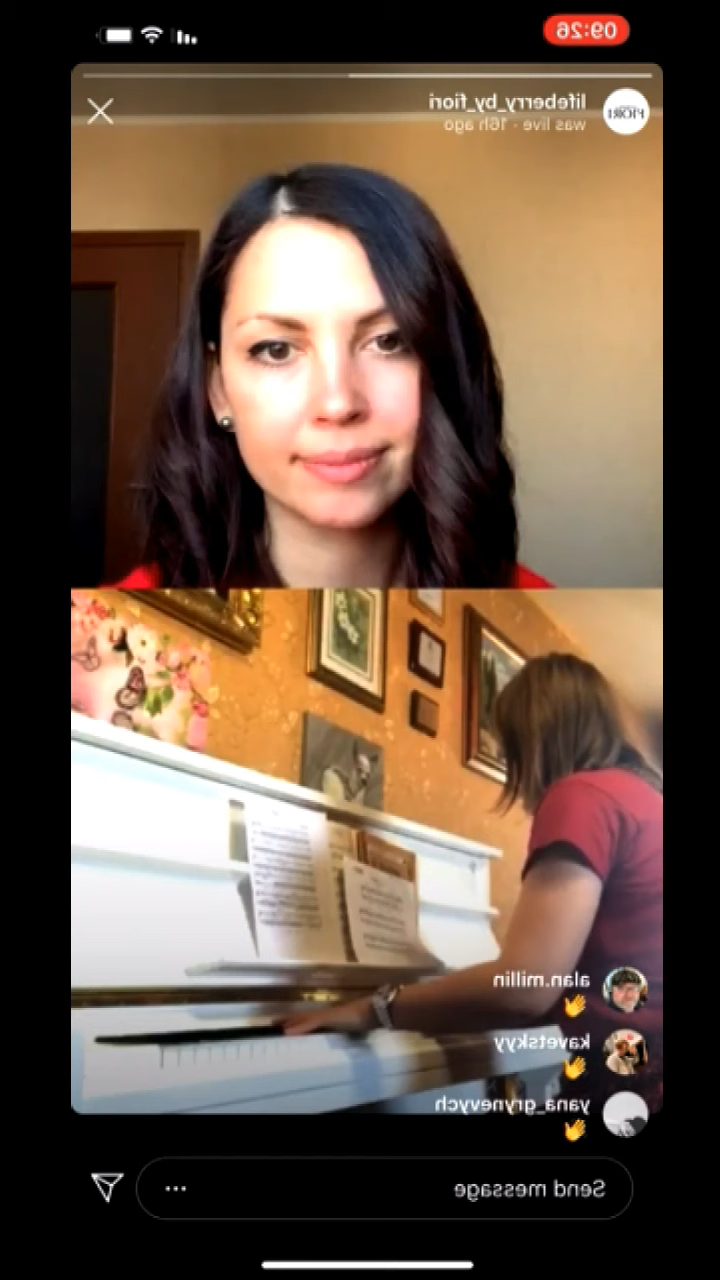 09:26
FIORI
lifeberry_by_fiori
was live · 16h ago
alan.millin
👋
kavetskyy
👋
yana_grynevych
👋
Send message